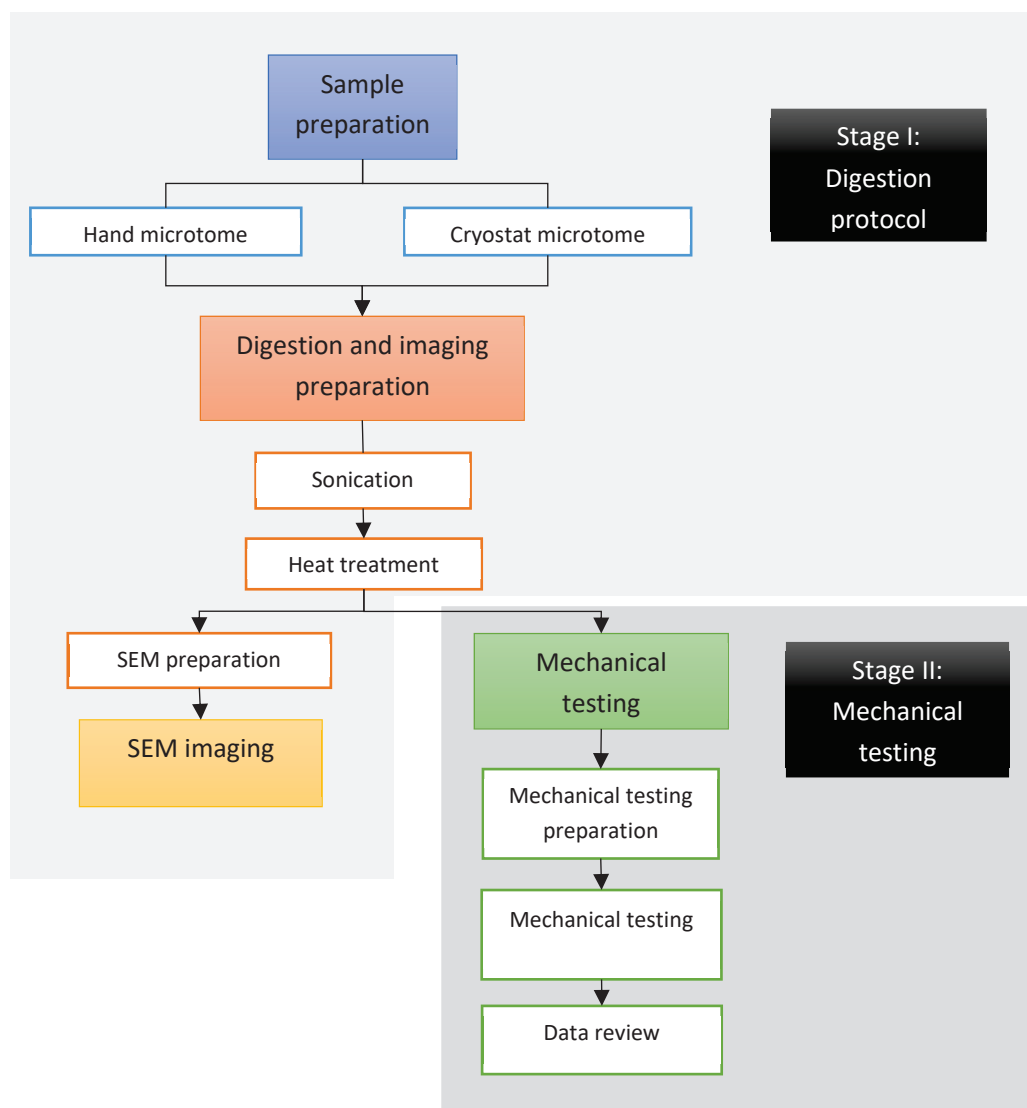 Sample
preparation
Stage I:
Digestion
protocol
Hand microtome
Cryostat microtome
Digestion and imaging
preparation
Sonication
Heat treatment
SEM preparation
SEM imaging
Mechanical
testing
Stage II:
Mechanical
testing
Mechanical testing
preparation
Mechanical testing
Data review